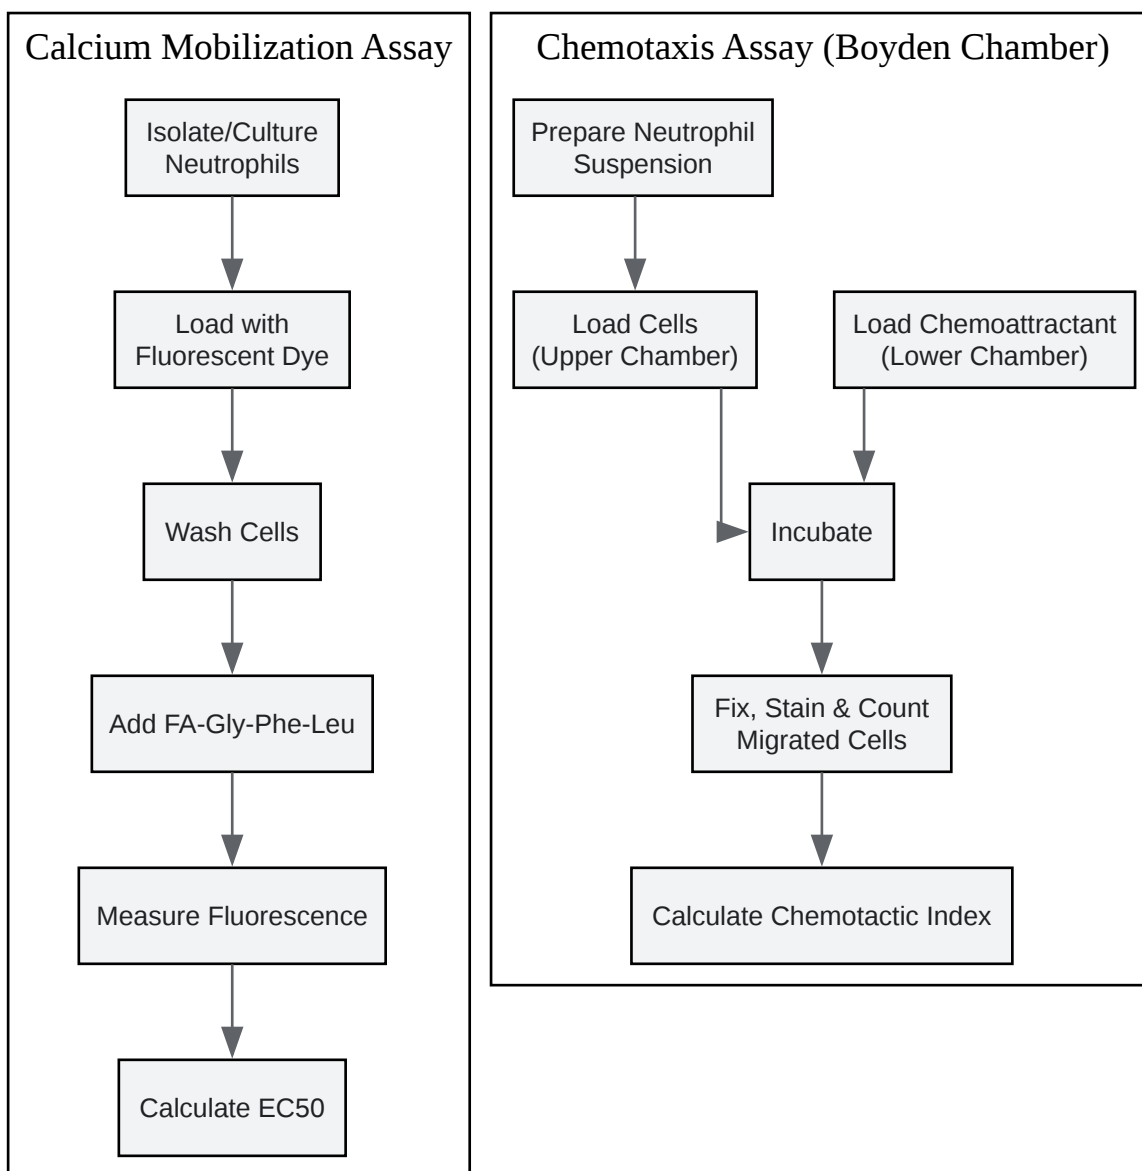 Calcium Mobilization Assay
Isolate/Culture
Neutrophils
Load with
Fluorescent Dye
Wash Cells
Add FA-Gly-Phe-Leu
Measure Fluorescence
Calculate EC50
Chemotaxis Assay (Boyden Chamber)
Prepare Neutrophil
Suspension
Load Cells
(Upper Chamber)
Load Chemoattractant
(Lower Chamber)
Incubate
Fix, Stain & Count
Migrated Cells
Calculate Chemotactic Index